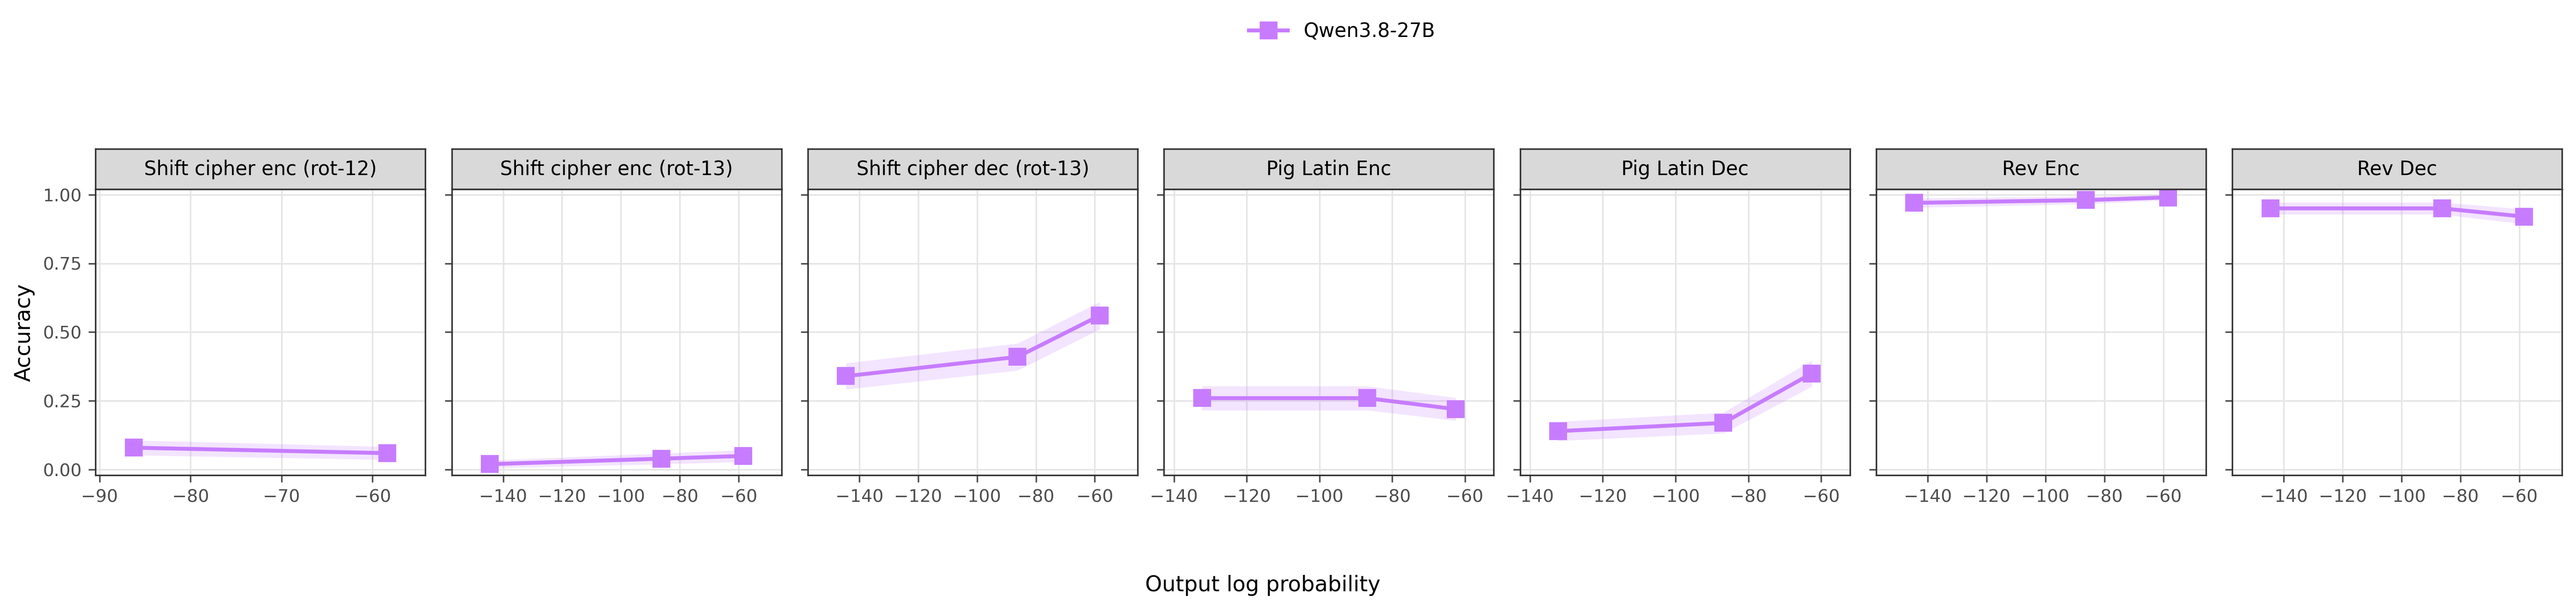 Qwen3.8-27B
Shift cipher enc (rot-12)
Shift cipher enc (rot-13)
Shift cipher dec (rot-13)
Pig Latin Enc
Pig Latin Dec
Rev Enc
Rev Dec
Accuracy
1.00
0.75
0.50
0.25
0.00
−90 −80 −70 −60
−140 −120 −100 −80 −60
−140 −120 −100 −80 −60
−140 −120 −100 −80 −60
−140 −120 −100 −80 −60
−140 −120 −100 −80 −60
−140 −120 −100 −80 −60
Output log probability